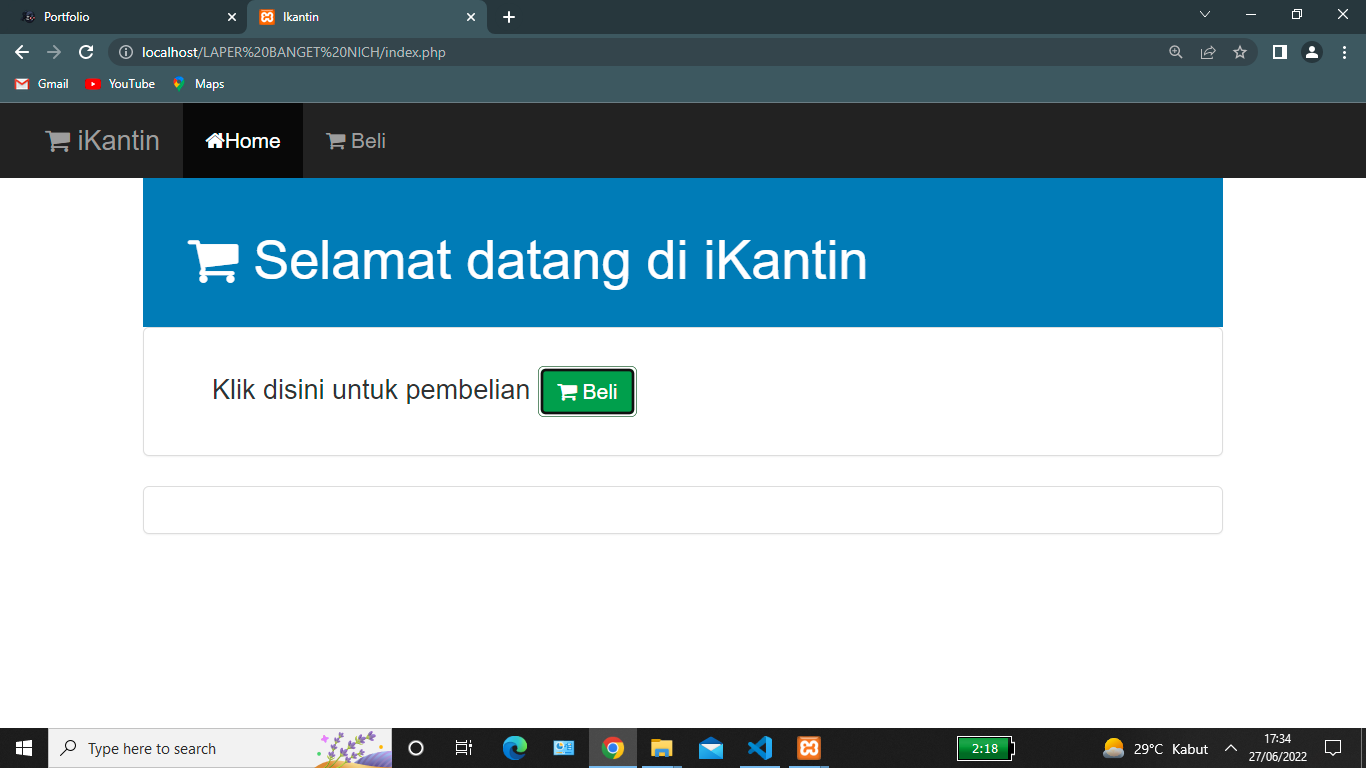 Portfolio
Ikantin
localhost/LAPER%20BANGET%20NICH/index.php
Gmail YouTube Maps
iKantin Home Beli
Selamat datang di iKantin
Klik disini untuk pembelian Beli
Type here to search
2:18
29°C Kabut
17:34
27/06/2022